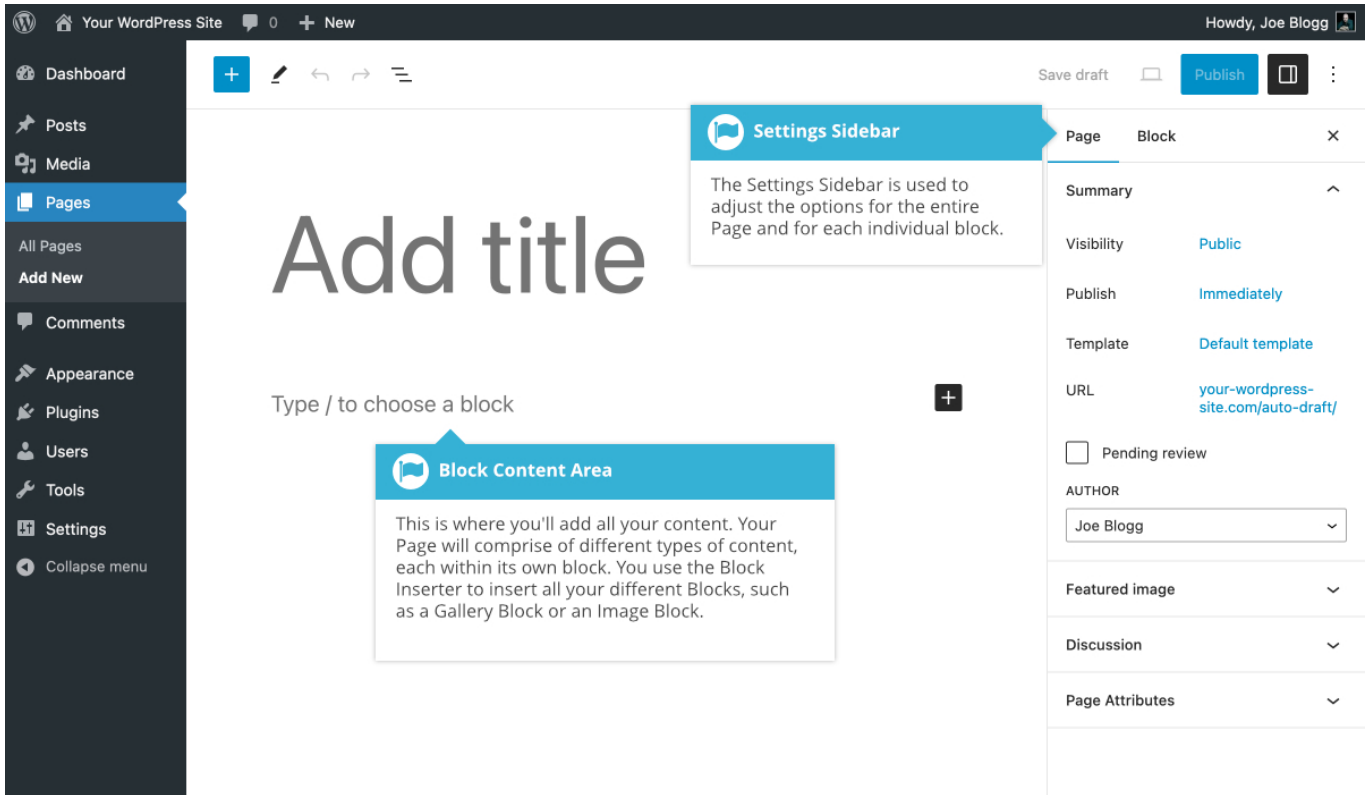 Your WordPress Site 0 + New Howdy, Joe Blogg
Dashboard
Posts
Media
Pages
All Pages
Add New
Comments
Appearance
Plugins
Users
Tools
Settings
Collapse menu
Save draft Publish
Add title
Type / to choose a block
Settings Sidebar
The Settings Sidebar is used to
adjust the options for the entire
Page and for each individual block.
Block Content Area
This is where you'll add all your content. Your
Page will comprise of different types of content,
each within its own block. You use the Block
Inserter to insert all your different Blocks, such
as a Gallery Block or an Image Block.
Page Block
Summary
Visibility Public
Publish Immediately
Template Default template
URL your-wordpress-
site.com/auto-draft/
Pending review
AUTHOR
Joe Blogg
Featured image
Discussion
Page Attributes